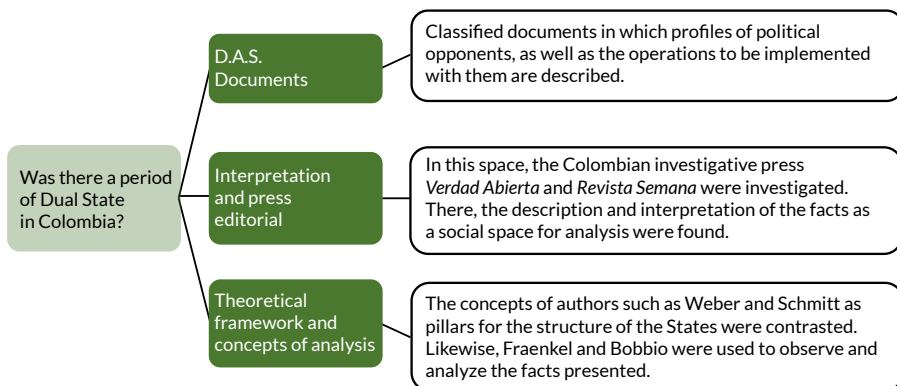 Was there a period
of Dual State
in Colombia?
D.A.S.
Documents
Classified documents in which profiles of political
opponents, as well as the operations to be implemented
with them are described.
Interpretation
and press
editorial
In this space, the Colombian investigative press
Verdad Abierta and Revista Semana were investigated.
There, the description and interpretation of the facts as
a social space for analysis were found.
Theoretical
framework and
concepts of analysis
The concepts of authors such as Weber and Schmitt as
pillars for the structure of the States were contrasted.
Likewise, Fraenkel and Bobbio were used to observe and
analyze the facts presented.